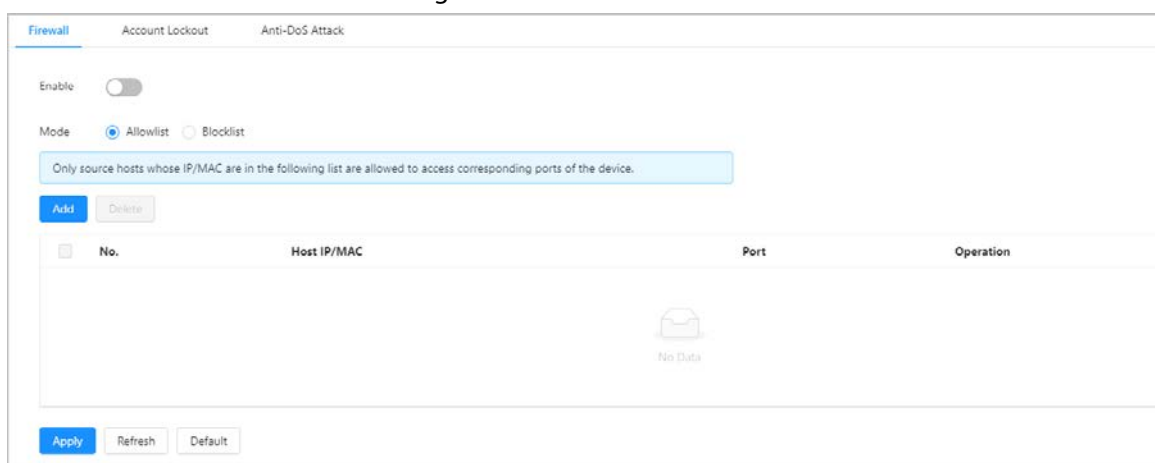 Firewall Account Lockout Anti-DoS Attack
Enable
Mode Allowlist Blocklist
Only source hosts whose IP/MAC are in the following list are allowed to access corresponding ports of the device.
Add Delete
No. Host IP/MAC Port Operation
No Data
Apply Refresh Default